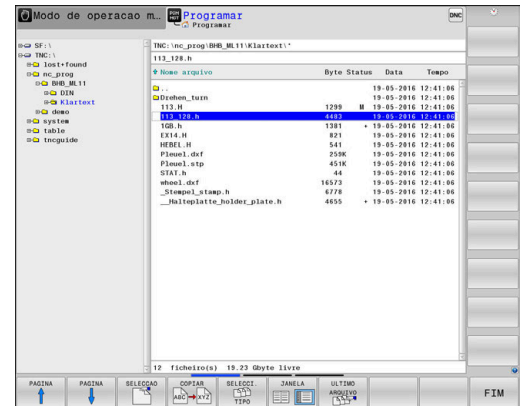 Modo de operacao m...
PGM
MGT
Programar
Programar
DNC
SF:\
TNC:\
lost+found
nc_prog
BHB_ML11
DIN
Klartext
demo
system
table
tncguide
TNC:\nc_prog\BHB_ML11\Klartext\*
113_128.h
Nome arquivo Byte Status Data Tempo
.. 19-05-2016 12:41:06
Drehen_turn 19-05-2016 12:41:06
113.H 1299 M 19-05-2016 12:41:06
113_128.h 4483 19-05-2016 12:41:06
1GB.h 1381 + 19-05-2016 12:41:06
EX14.H 821 19-05-2016 12:41:06
HEBEL.H 541 19-05-2016 12:41:06
Pleuel.dxf 259K 19-05-2016 12:41:06
Pleuel.stp 451K 19-05-2016 12:41:06
STAT.h 44 19-05-2016 12:41:06
wheel.dxf 16573 19-05-2016 12:41:06
_Stempel_stamp.h 6778 19-05-2016 12:41:06
__Halteplatte_holder_plate.h 4655 + 19-05-2016 12:41:06
12 ficheiro(s) 19.23 Gbyte livre
PAGINA
PAGINA
SELECCAO
COPIAR
ABC XYZ
SELECCI.
TIPO
JANELA
ULTIMO
ARQUIVO
FIM